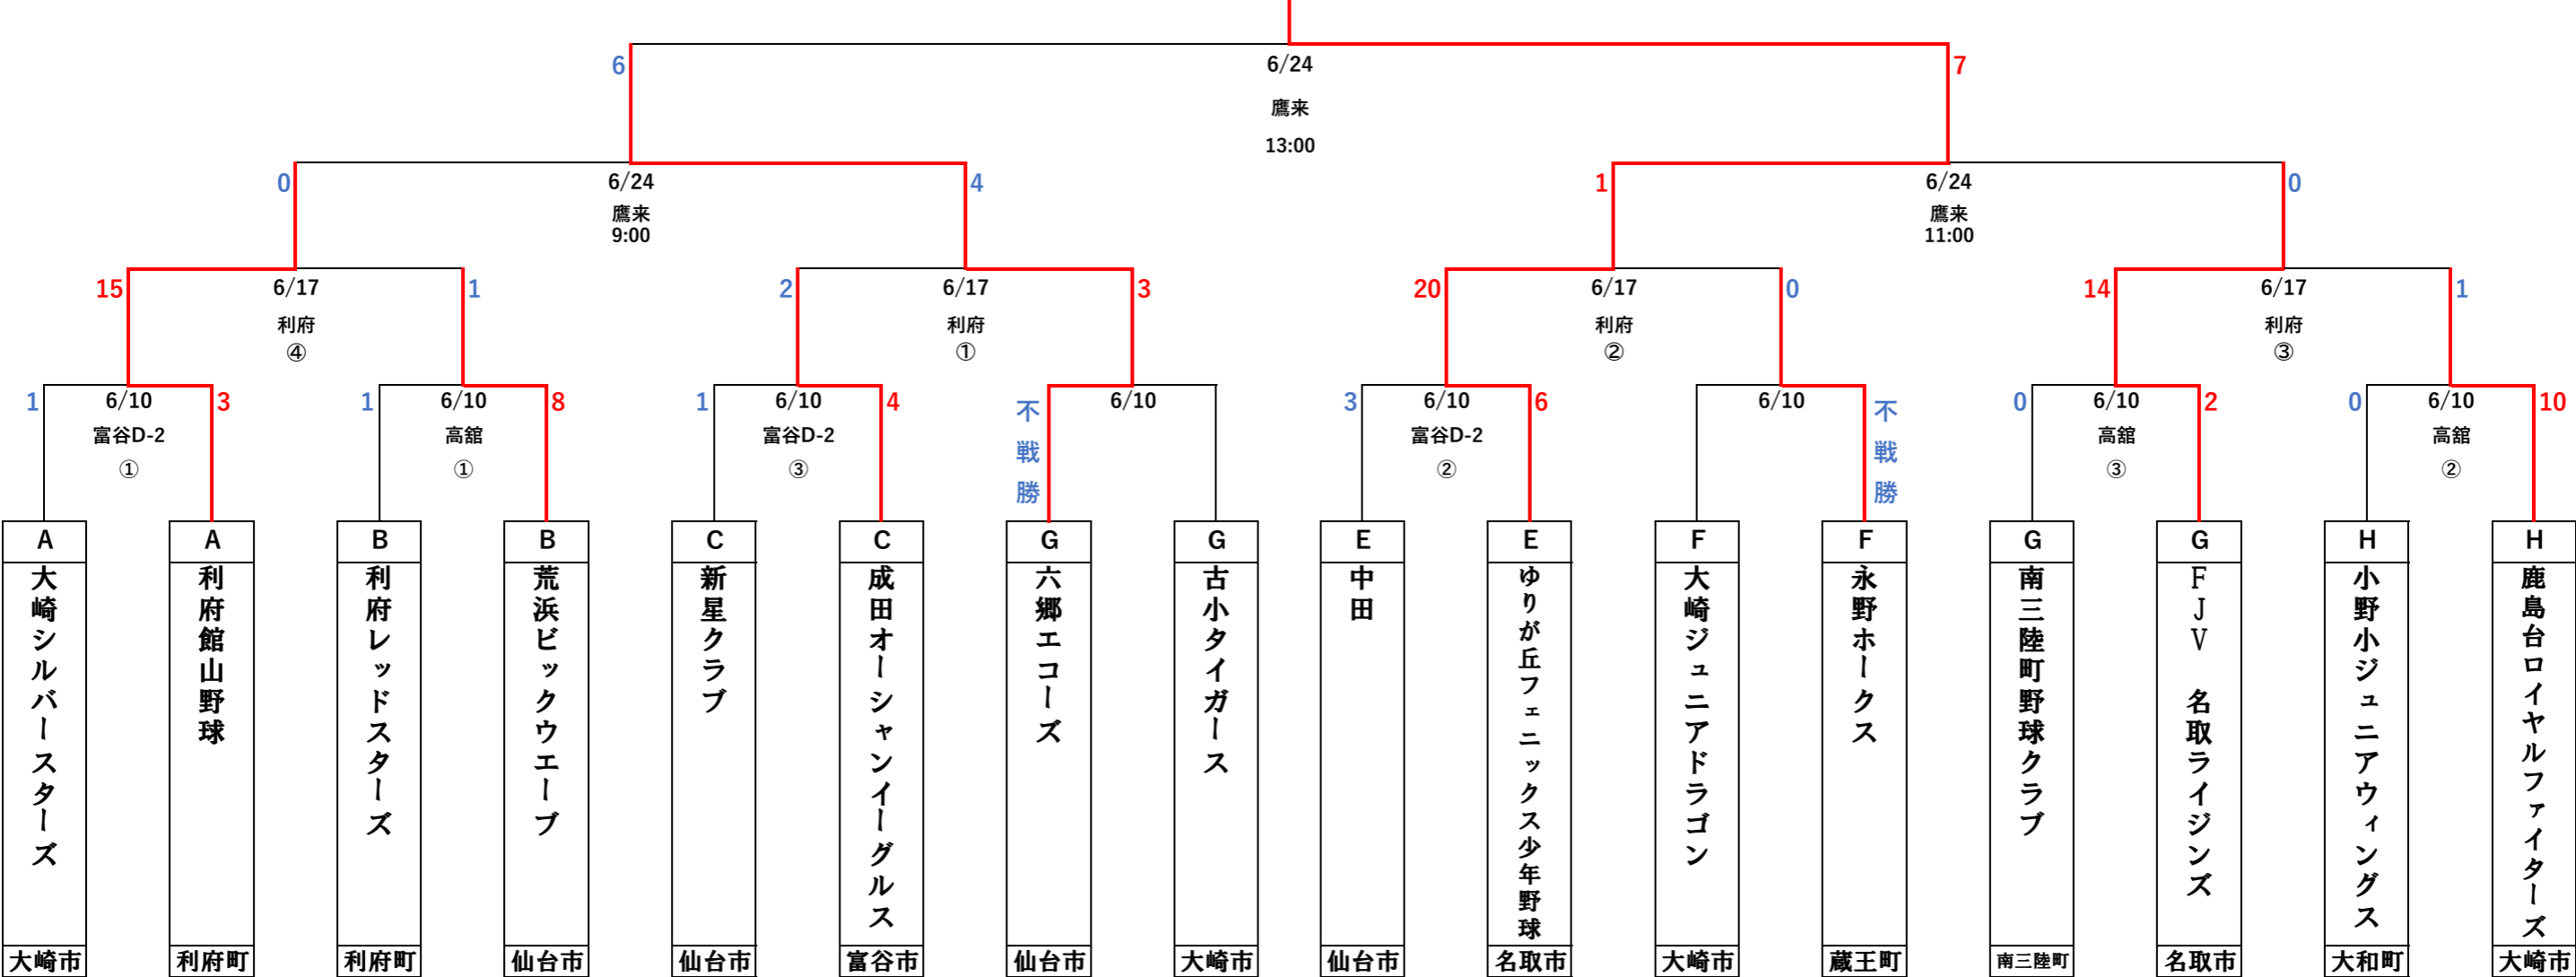 6
6/24
7
鷹来
13:00
0
6/24
4
1
6/24
0
鷹来
鷹来
9:00
11:00
15
6/17
1
2
6/17
3
20
6/17
0
14
6/17
1
利府
利府
利府
利府
④
①
②
③
1
6/10
3
1
6/10
8
1
6/10
4
不戦勝
6/10
3
6/10
6
6/10
不戦勝
0
6/10
2
0
6/10
10
富谷D-2
高舘
富谷D-2
富谷D-2
高舘
高舘
①
①
③
②
③
②
A
A
B
B
C
C
G
G
E
E
F
F
G
G
H
H
大崎シルバースターズ
利府館山野球
利府レッドスターズ
荒浜ビックウエーブ
新星クラブ
成田オーシャンイーグルス
六郷エコーズ
古小タイガース
中田
ゆりが丘フェニックス少年野球
大崎ジュニアドラゴン
永野ホークス
南三陸町野球クラブ
FJV 名取ライジンズ
小野小ジュニアウィングス
鹿島台ロイヤルファイターズ
大崎市
利府町
利府町
仙台市
仙台市
富谷市
仙台市
大崎市
仙台市
名取市
大崎市
蔵王町
南三陸町
名取市
大和町
大崎市